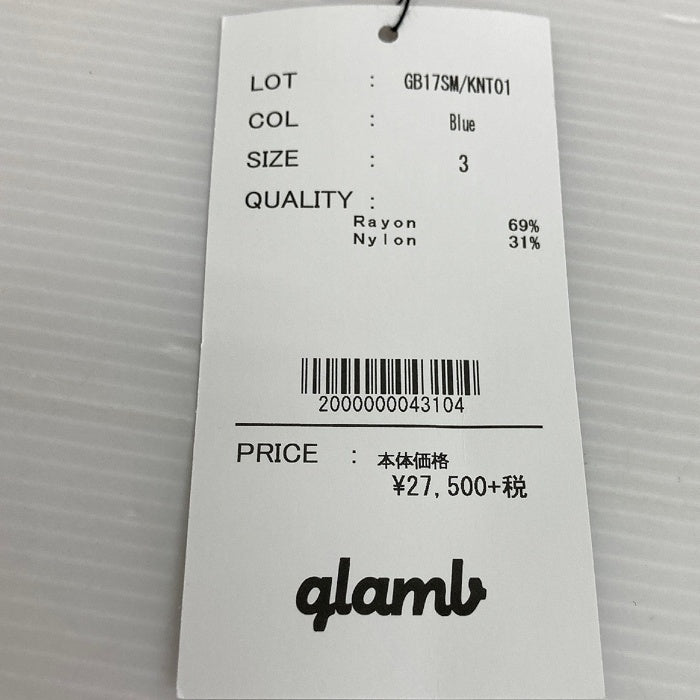 LOT : GB17SM/KNT01
COL : Blue
SIZE : 3
QUALITY :
Rayon 69%
Nylon 31%
2000000043104
PRICE : 本体価格
¥27,500+税
glamb